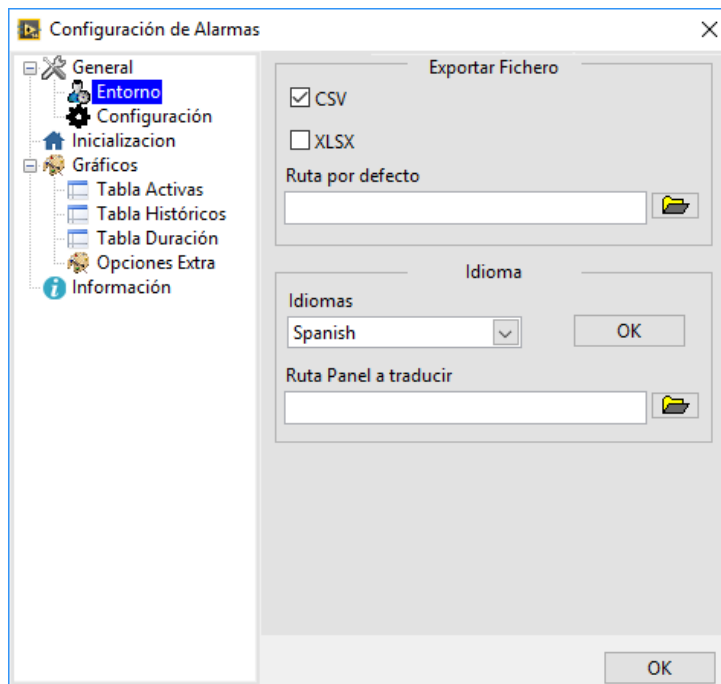 Configuración de Alarmas
General
Entorno
Configuración
Inicializacion
Gráficos
Tabla Activas
Tabla Históricos
Tabla Duración
Opciones Extra
Información
Exportar Fichero
CSV
XLSX
Ruta por defecto
Idioma
Idiomas
Spanish
OK
Ruta Panel a traducir
OK